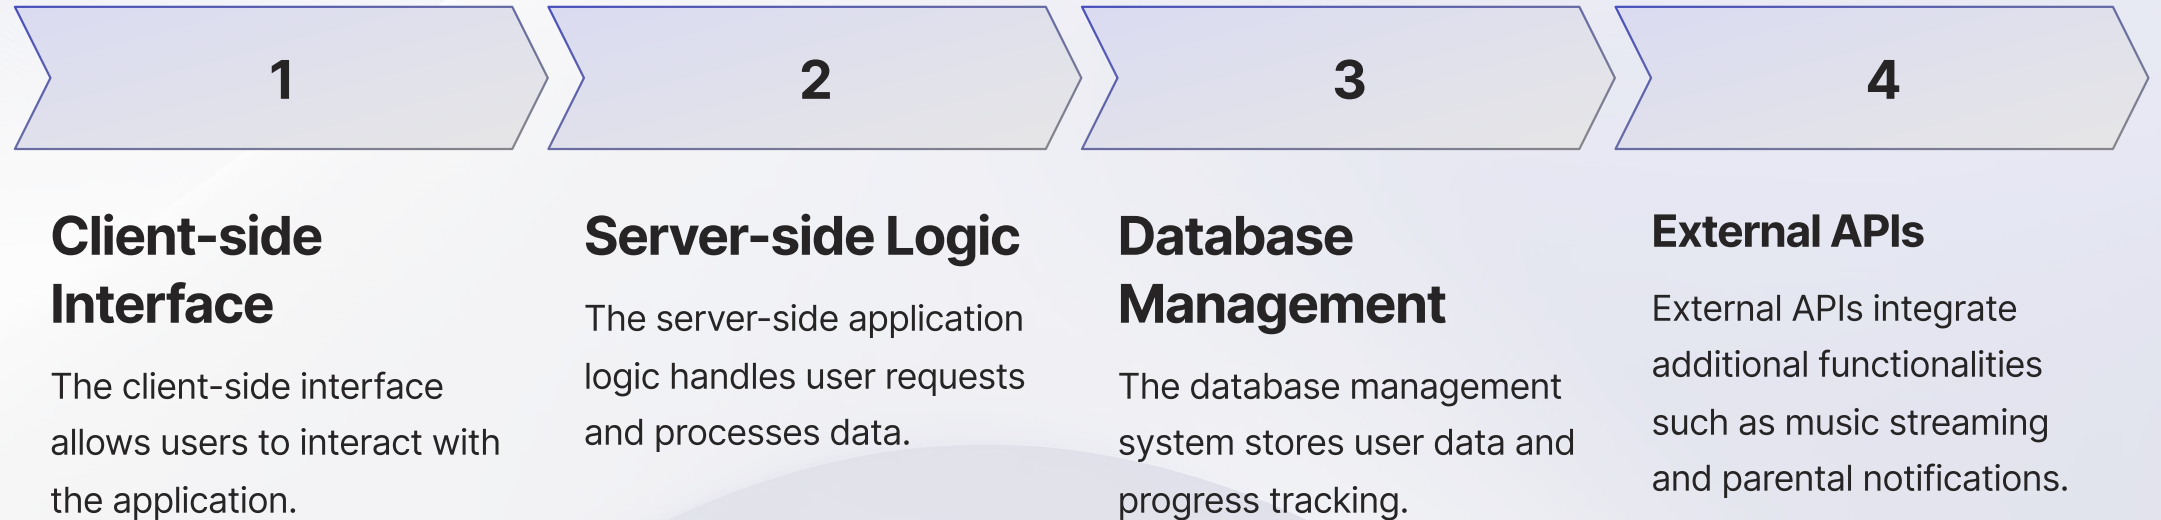 1
2
3
4
Client-side
Interface
The client-side interface
allows users to interact with
the application.
Server-side Logic
The server-side application
logic handles user requests
and processes data.
Database
Management
The database management
system stores user data and
progress tracking.
External APIs
External APIs integrate
additional functionalities
such as music streaming
and parental notifications.